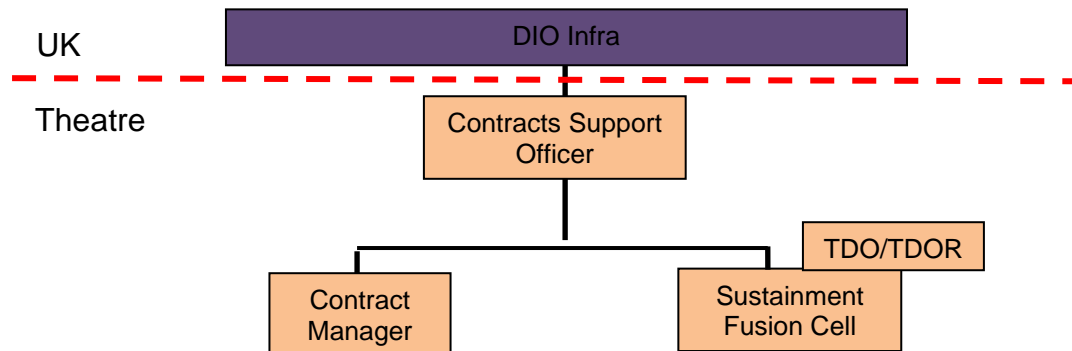 DIO Infra
UK
Theatre
Contracts Support
Officer
TDO/TDOR
Contract
Manager
Sustainment
Fusion Cell